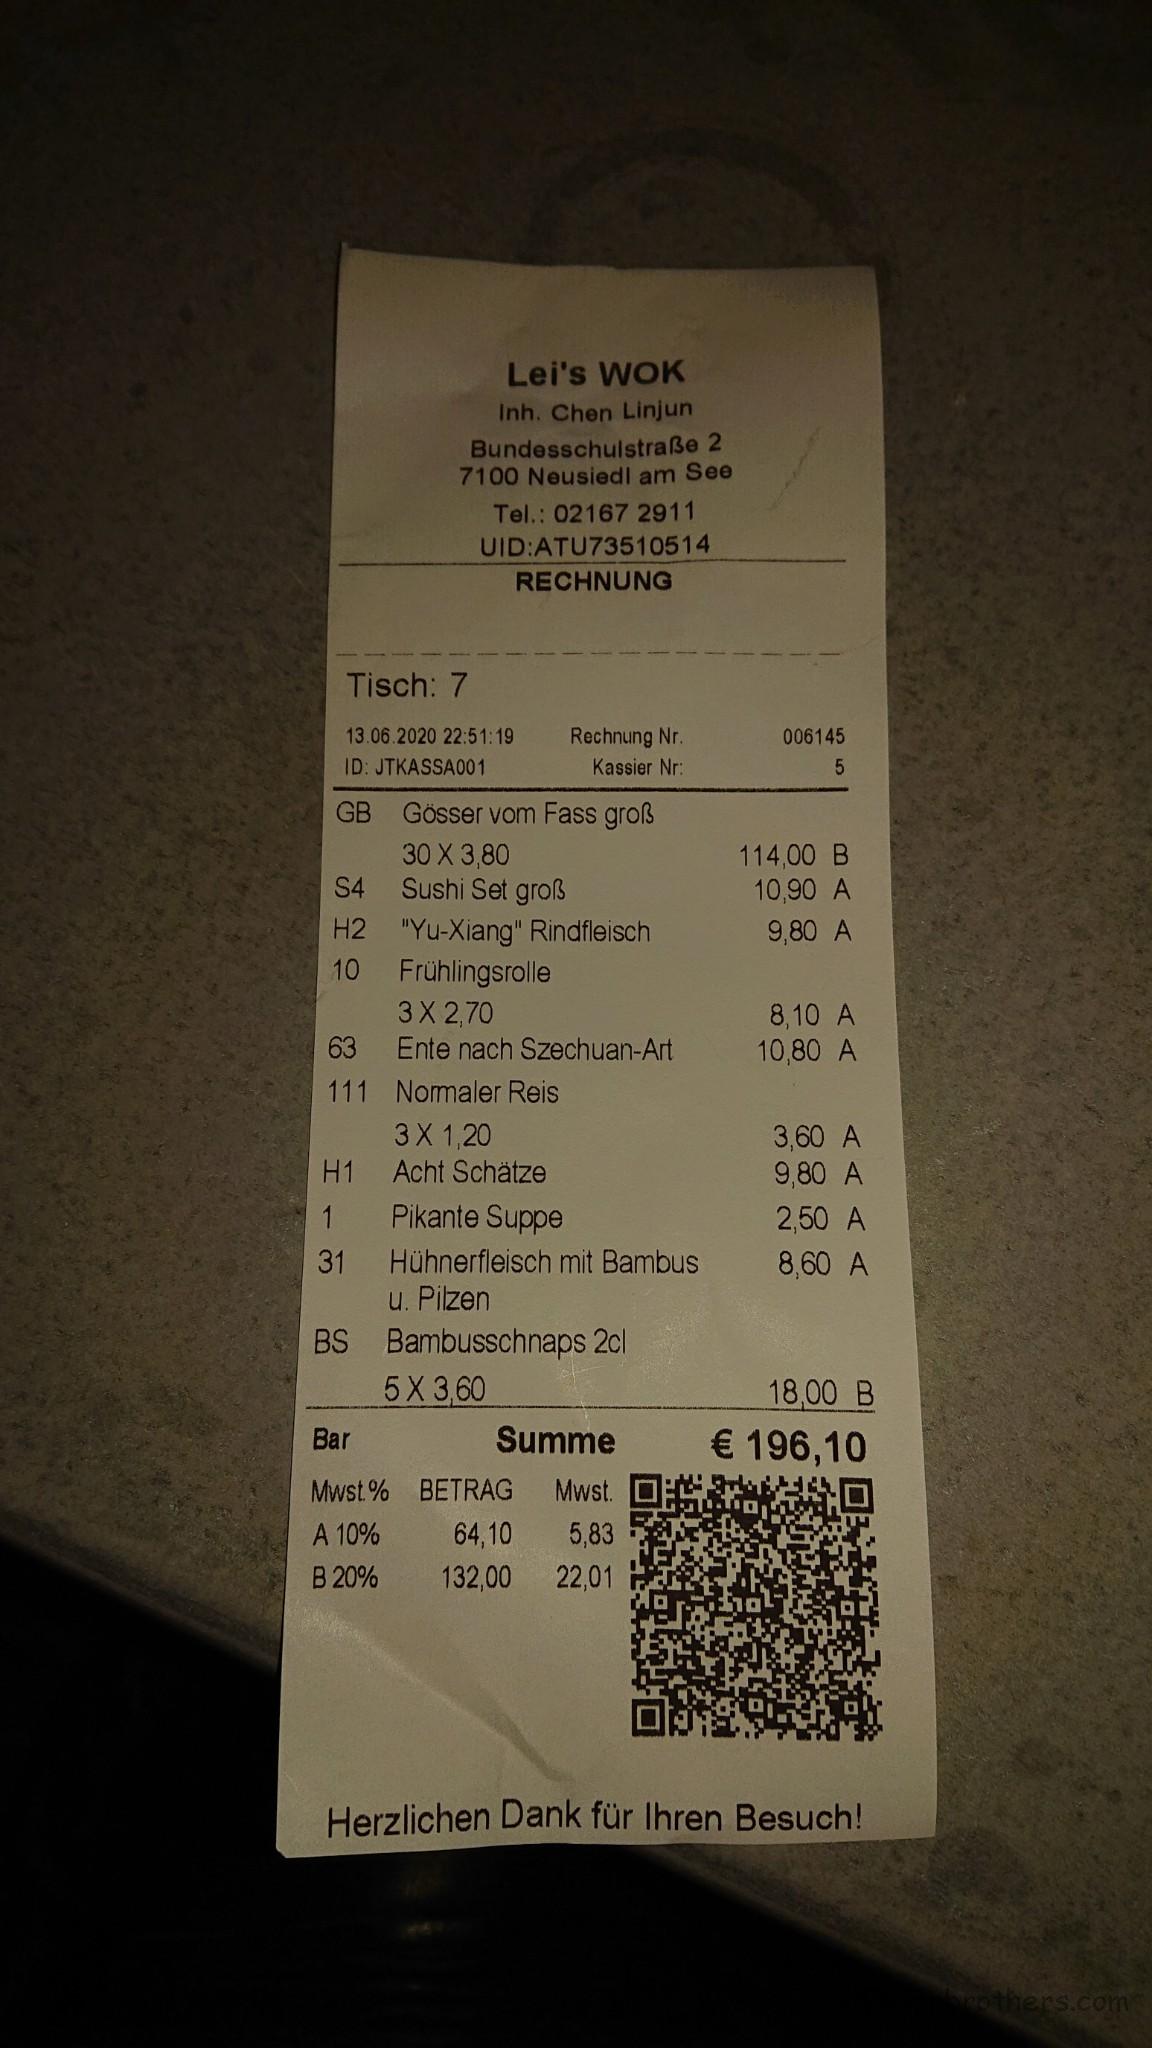 Lei's WOK
Inh. Chen Linjun
Bundesschulstraße 2
7100 Neusiedl am See
Tel.: 02167 2911
UID:ATU73510514
RECHNUNG
Tisch: 7
13.06.2020 22:51:19 Rechnung Nr. 006145
ID: JTKASSA001 Kassier Nr: 5
GB Gösser vom Fass groß
30 X 3,80 114,00 B
S4 Sushi Set groß 10,90 A
H2 "Yu-Xiang" Rindfleisch 9,80 A
10 Frühlingsrolle
3 X 2,70 8,10 A
63 Ente nach Szechuan-Art 10,80 A
111 Normaler Reis
3 X 1,20 3,60 A
H1 Acht Schätze 9,80 A
1 Pikante Suppe 2,50 A
31 Hühnerfleisch mit Bambus 8,60 A
u. Pilzen
BS Bambusschnaps 2cl
5 X 3,60 18,00 B
Bar Summe € 196,10
Mwst.% BETRAG Mwst.
A 10% 64,10 5,83
B 20% 132,00 22,01
Herzlichen Dank für Ihren Besuch!